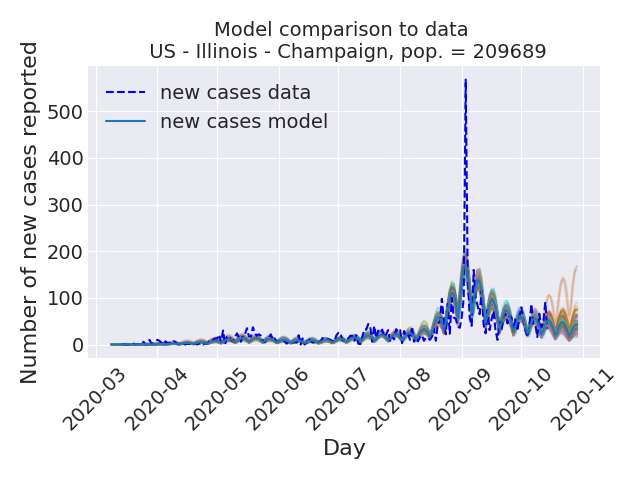 Model comparison to data
US - Illinois - Champaign, pop. = 209689
Number of new cases reported
500
400
300
200
100
0
new cases data
new cases model
2020-03
2020-04
2020-05
2020-06
2020-07
2020-08
2020-09
2020-10
2020-11
Day